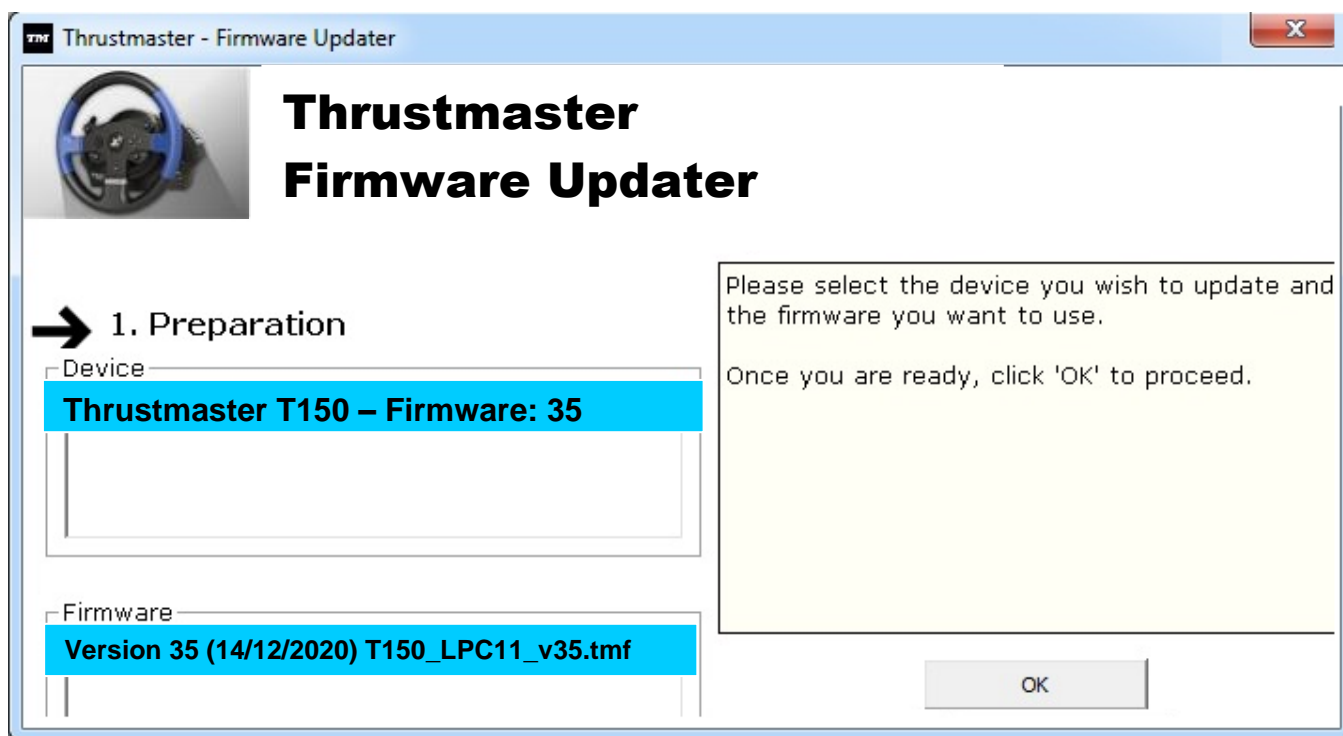 Thrustmaster - Firmware Updater
Thrustmaster
Firmware Updater
1. Preparation
Device
Thrustmaster T150 – Firmware: 35
Firmware
Version 35 (14/12/2020) T150_LPC11_v35.tmf
Please select the device you wish to update and
the firmware you want to use.
Once you are ready, click 'OK' to proceed.
OK